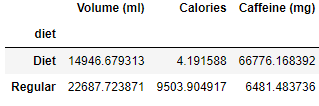 Volume (ml) Calories Caffeine (mg)
diet
Diet 14946.679313 4.191588 66776.168392
Regular 22687.723871 9503.904917 6481.483736